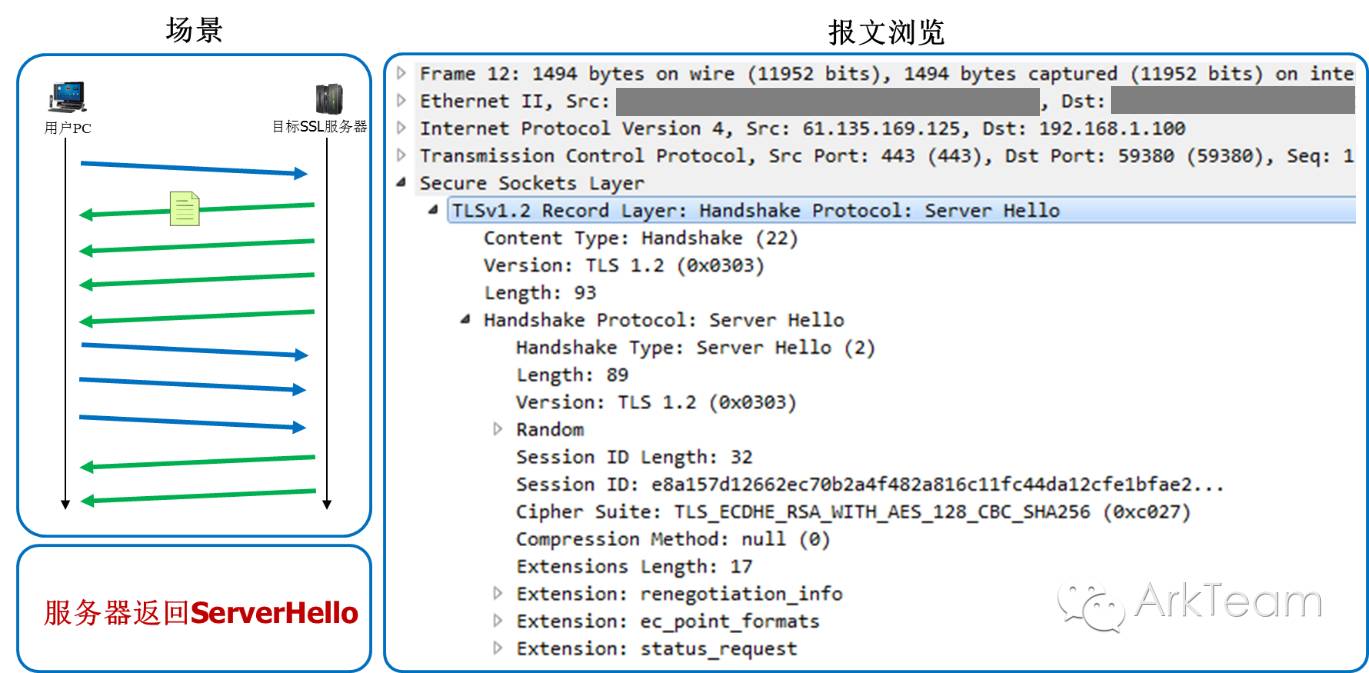 场景
用户PC
目标SSL服务器
服务器返回ServerHello
报文浏览
Frame 12: 1494 bytes on wire (11952 bits), 1494 bytes captured (11952 bits) on inte
Ethernet II, Src: , Dst:
Internet Protocol Version 4, Src: 61.135.169.125, Dst: 192.168.1.100
Transmission Control Protocol, Src Port: 443 (443), Dst Port: 59380 (59380), Seq: 1
Secure Sockets Layer
TLSv1.2 Record Layer: Handshake Protocol: Server Hello
Content Type: Handshake (22)
Version: TLS 1.2 (0x0303)
Length: 93
Handshake Protocol: Server Hello
Handshake Type: Server Hello (2)
Length: 89
Version: TLS 1.2 (0x0303)
Random
Session ID Length: 32
Session ID: e8a157d12662ec70b2a4f482a816c11fc44da12cfe1bfae2...
Cipher Suite: TLS_ECDHE_RSA_WITH_AES_128_CBC_SHA256 (0xc027)
Compression Method: null (0)
Extensions Length: 17
Extension: renegotiation_info
Extension: ec_point_formats
Extension: status_request
ArkTeam